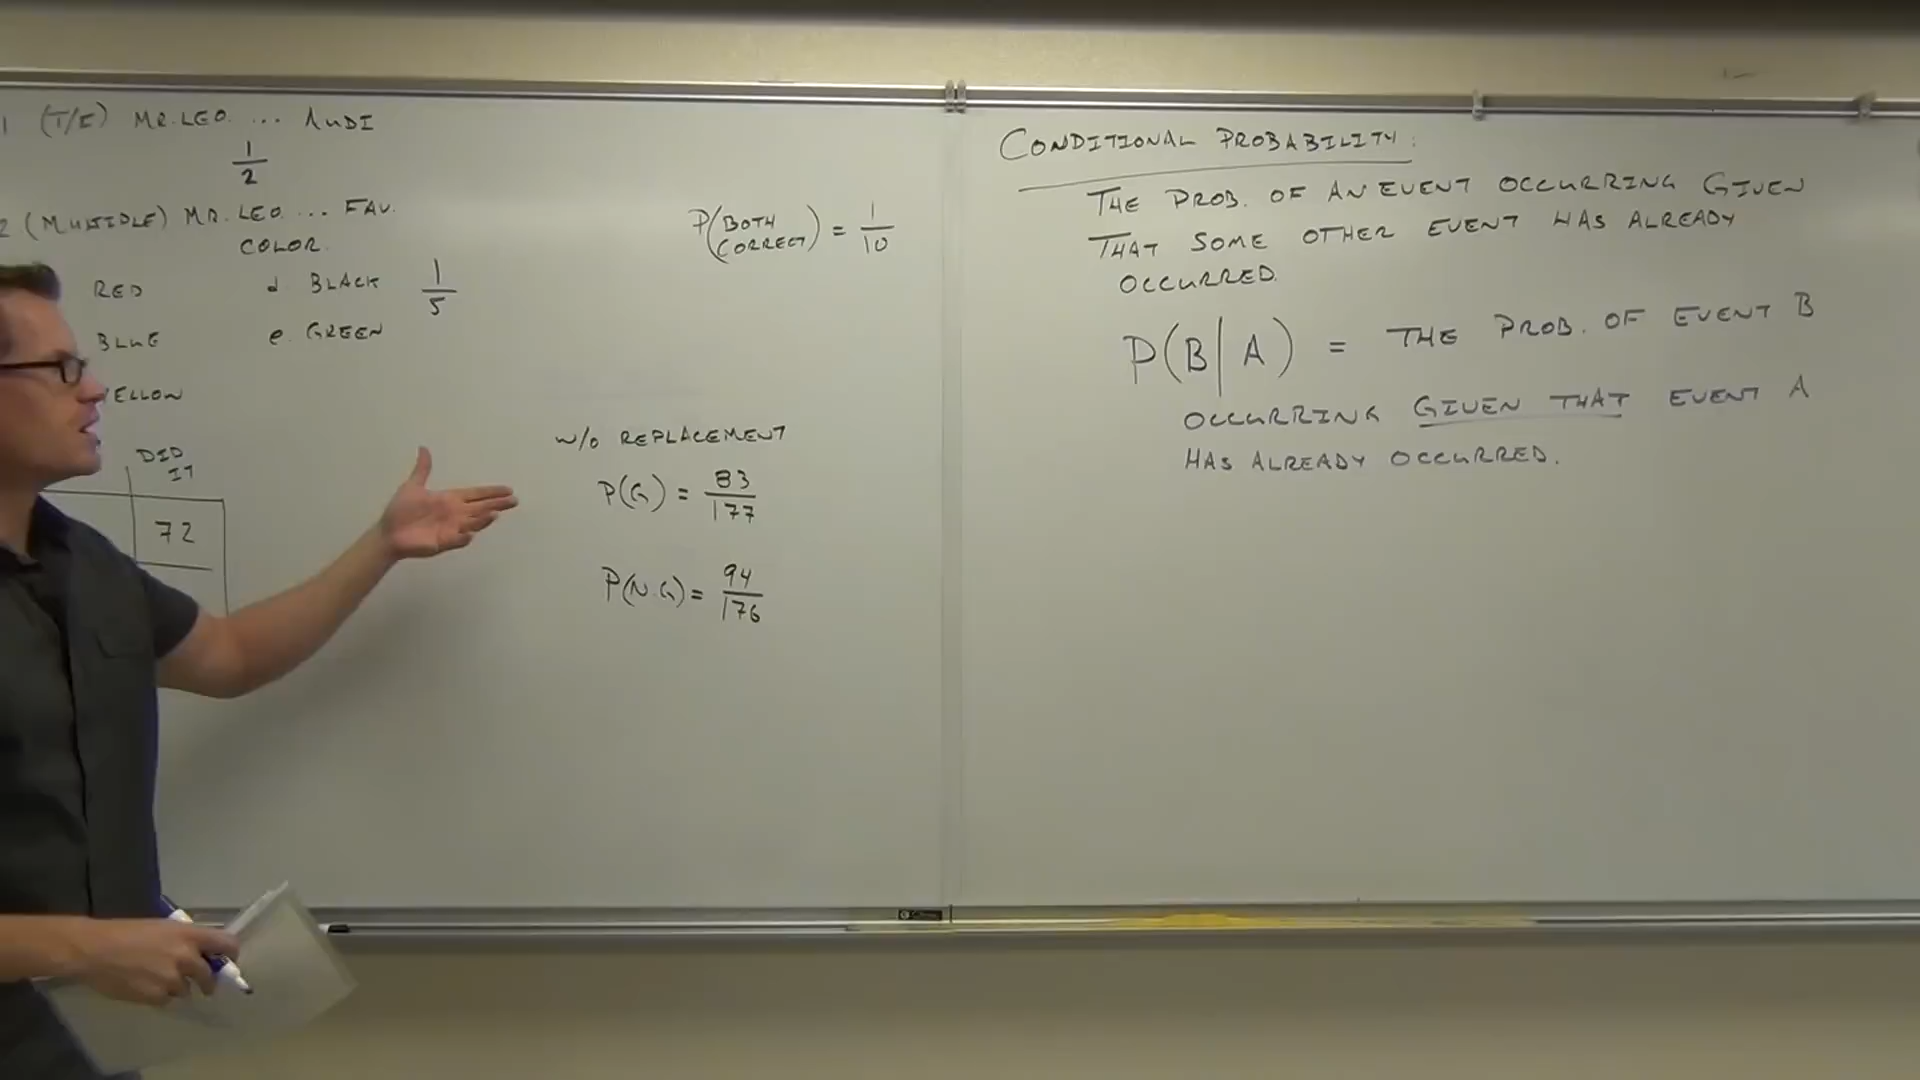 1 (T/F) MR. LEO. ... AUDI
1/2
2 (MULTIPLE) MR. LEO. ... FAV.
COLOR.
RED
d BLACK 1/5
BLUE
e. GREEN
YELLOW
DID
IT
72
P(BOTH CORRECT) = 1/10
W/O REPLACEMENT
P(G) = 83/177
P(N.G) = 94/176
CONDITIONAL PROBABILITY:
THE PROB. OF AN EVENT OCCURRING GIVEN
THAT SOME OTHER EVENT HAS ALREADY
OCCURRED.
P(B|A) = THE PROB. OF EVENT B
OCCURRING GIVEN THAT EVENT A
HAS ALREADY OCCURRED.